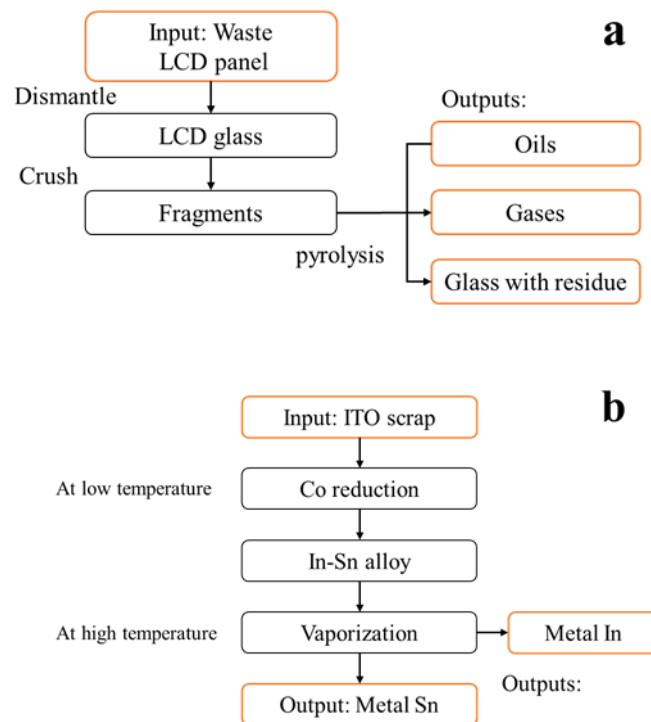 a
Input: Waste
LCD panel
Dismantle
Outputs:
LCD glass
Oils
Crush
Fragments
Gases
pyrolysis
Glass with residue
b
Input: ITO scrap
At low temperature
Co reduction
In-Sn alloy
At high temperature
Vaporization
Metal In
Outputs:
Output: Metal Sn